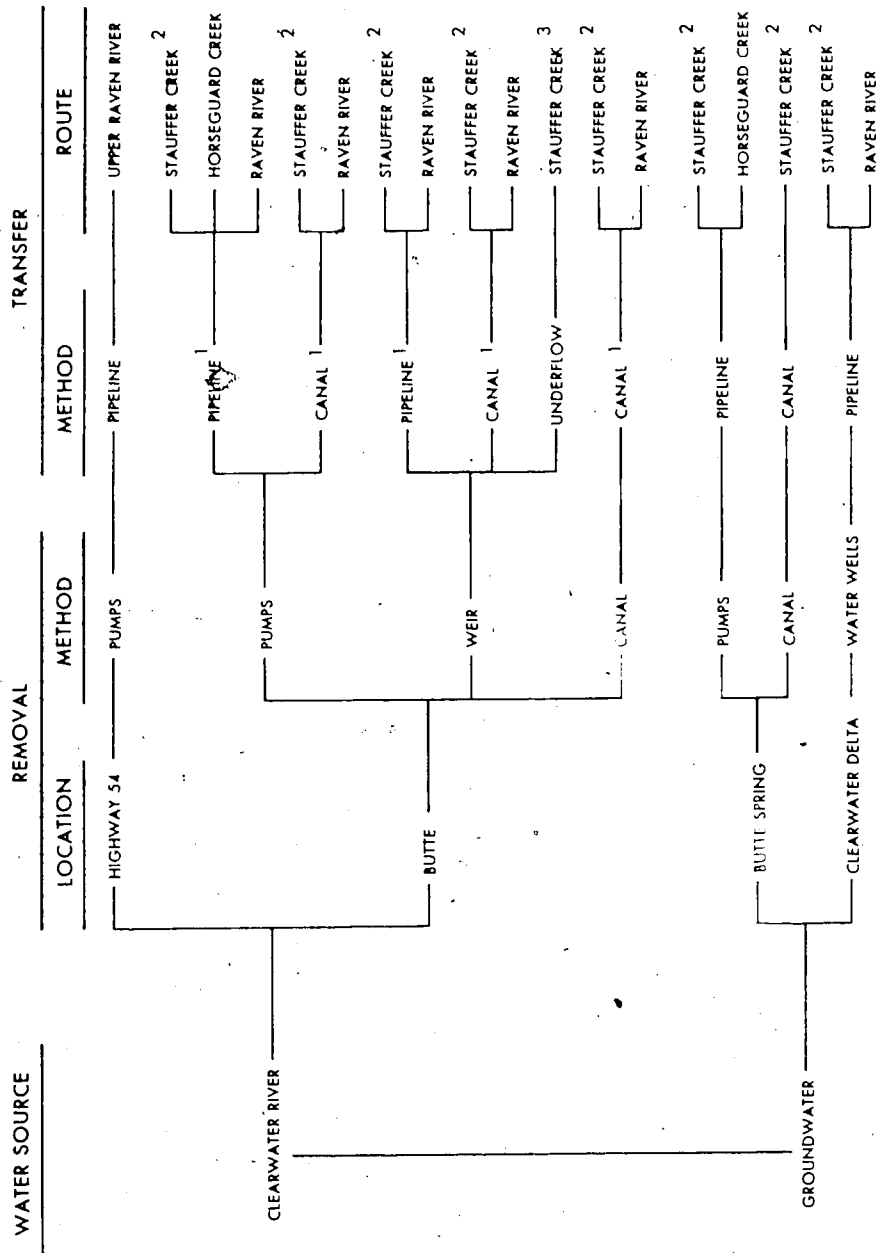 WATER SOURCE REMOVAL TRANSFER
LOCATION METHOD METHOD ROUTE
CLEARWATER RIVER
HIGHWAY 54 PUMPS PIPELINE UPPER RAVEN RIVER
BUTTE
PUMPS
PIPELINE 1
STAUFFER CREEK 2
HORSEGUARD CREEK
RAVEN RIVER
CANAL 1
STAUFFER CREEK 2
RAVEN RIVER
WEIR
PIPELINE 1
STAUFFER CREEK 2
RAVEN RIVER
CANAL 1
STAUFFER CREEK 2
RAVEN RIVER
UNDERFLOW STAUFFER CREEK 3
CANAL CANAL 1
STAUFFER CREEK 2
RAVEN RIVER
GROUNDWATER
BUTTE SPRING
PUMPS PIPELINE
STAUFFER CREEK 2
HORSEGUARD CREEK
CANAL CANAL STAUFFER CREEK 2
CLEARWATER DELTA WATER WELLS PIPELINE
STAUFFER CREEK 2
RAVEN RIVER